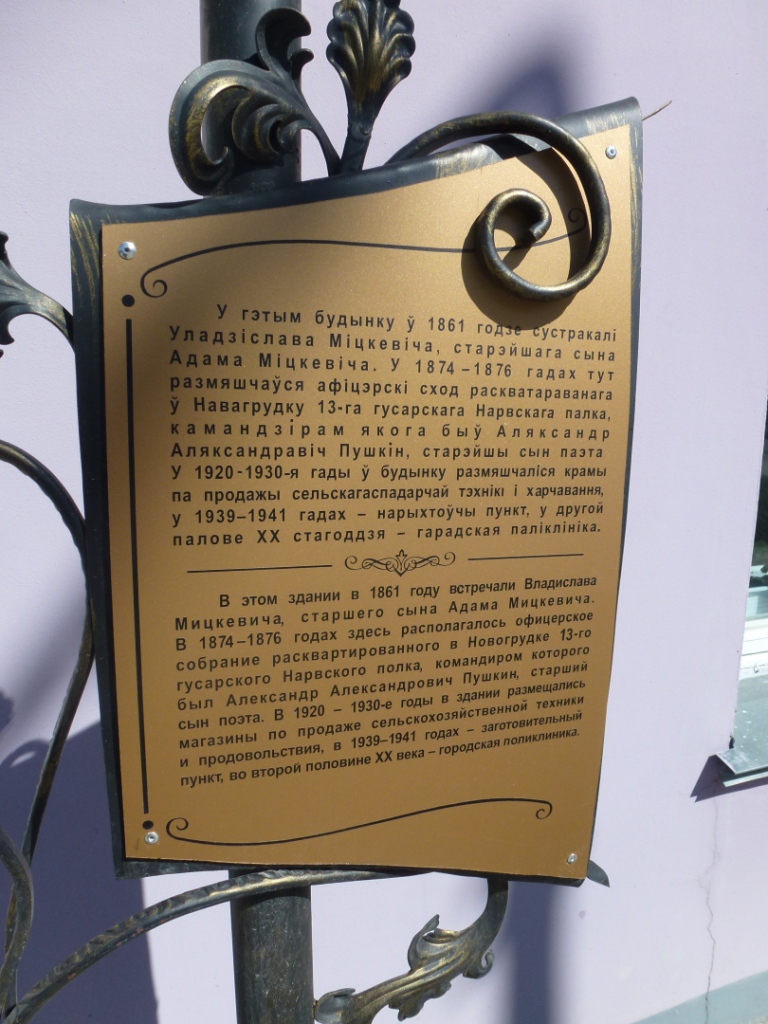 У гэтым будынку ў 1861 годзе сустракалі
Уладзіслава Міцкевіча, старэйшага сына
Адама Міцкевіча. У 1874–1876 гадах тут
размяшчаўся афіцэрскі сход раскватараванага
ў Навагрудку 13-га гусарскага Нарвскага палка,
камандзірам якога быў Аляксандр
Аляксандравіч Пушкін, старэйшы сын паэта
У 1920-1930-я гады ў будынку размяшчаліся крамы
па продажы сельскагаспадарчай тэхнікі і харчавання,
у 1939–1941 гадах – нарыхтоўчы пункт, у другой
палове XX стагоддзя – гарадская паліклініка.
В этом здании в 1861 году встречали Владислава
Мицкевича, старшего сына Адама Мицкевича.
В 1874–1876 годах здесь располагалось офицерское
собрание расквартированного в Новогрудке 13-го
гусарского Нарвского полка, командиром которого
был Александр Александрович Пушкин, старший
сын поэта. В 1920 – 1930-е годы в здании размещались
магазины по продаже сельскохозяйственной техники
и продовольствия, в 1939–1941 годах – заготовительный
пункт, во второй половине XX века – городская поликлиника.